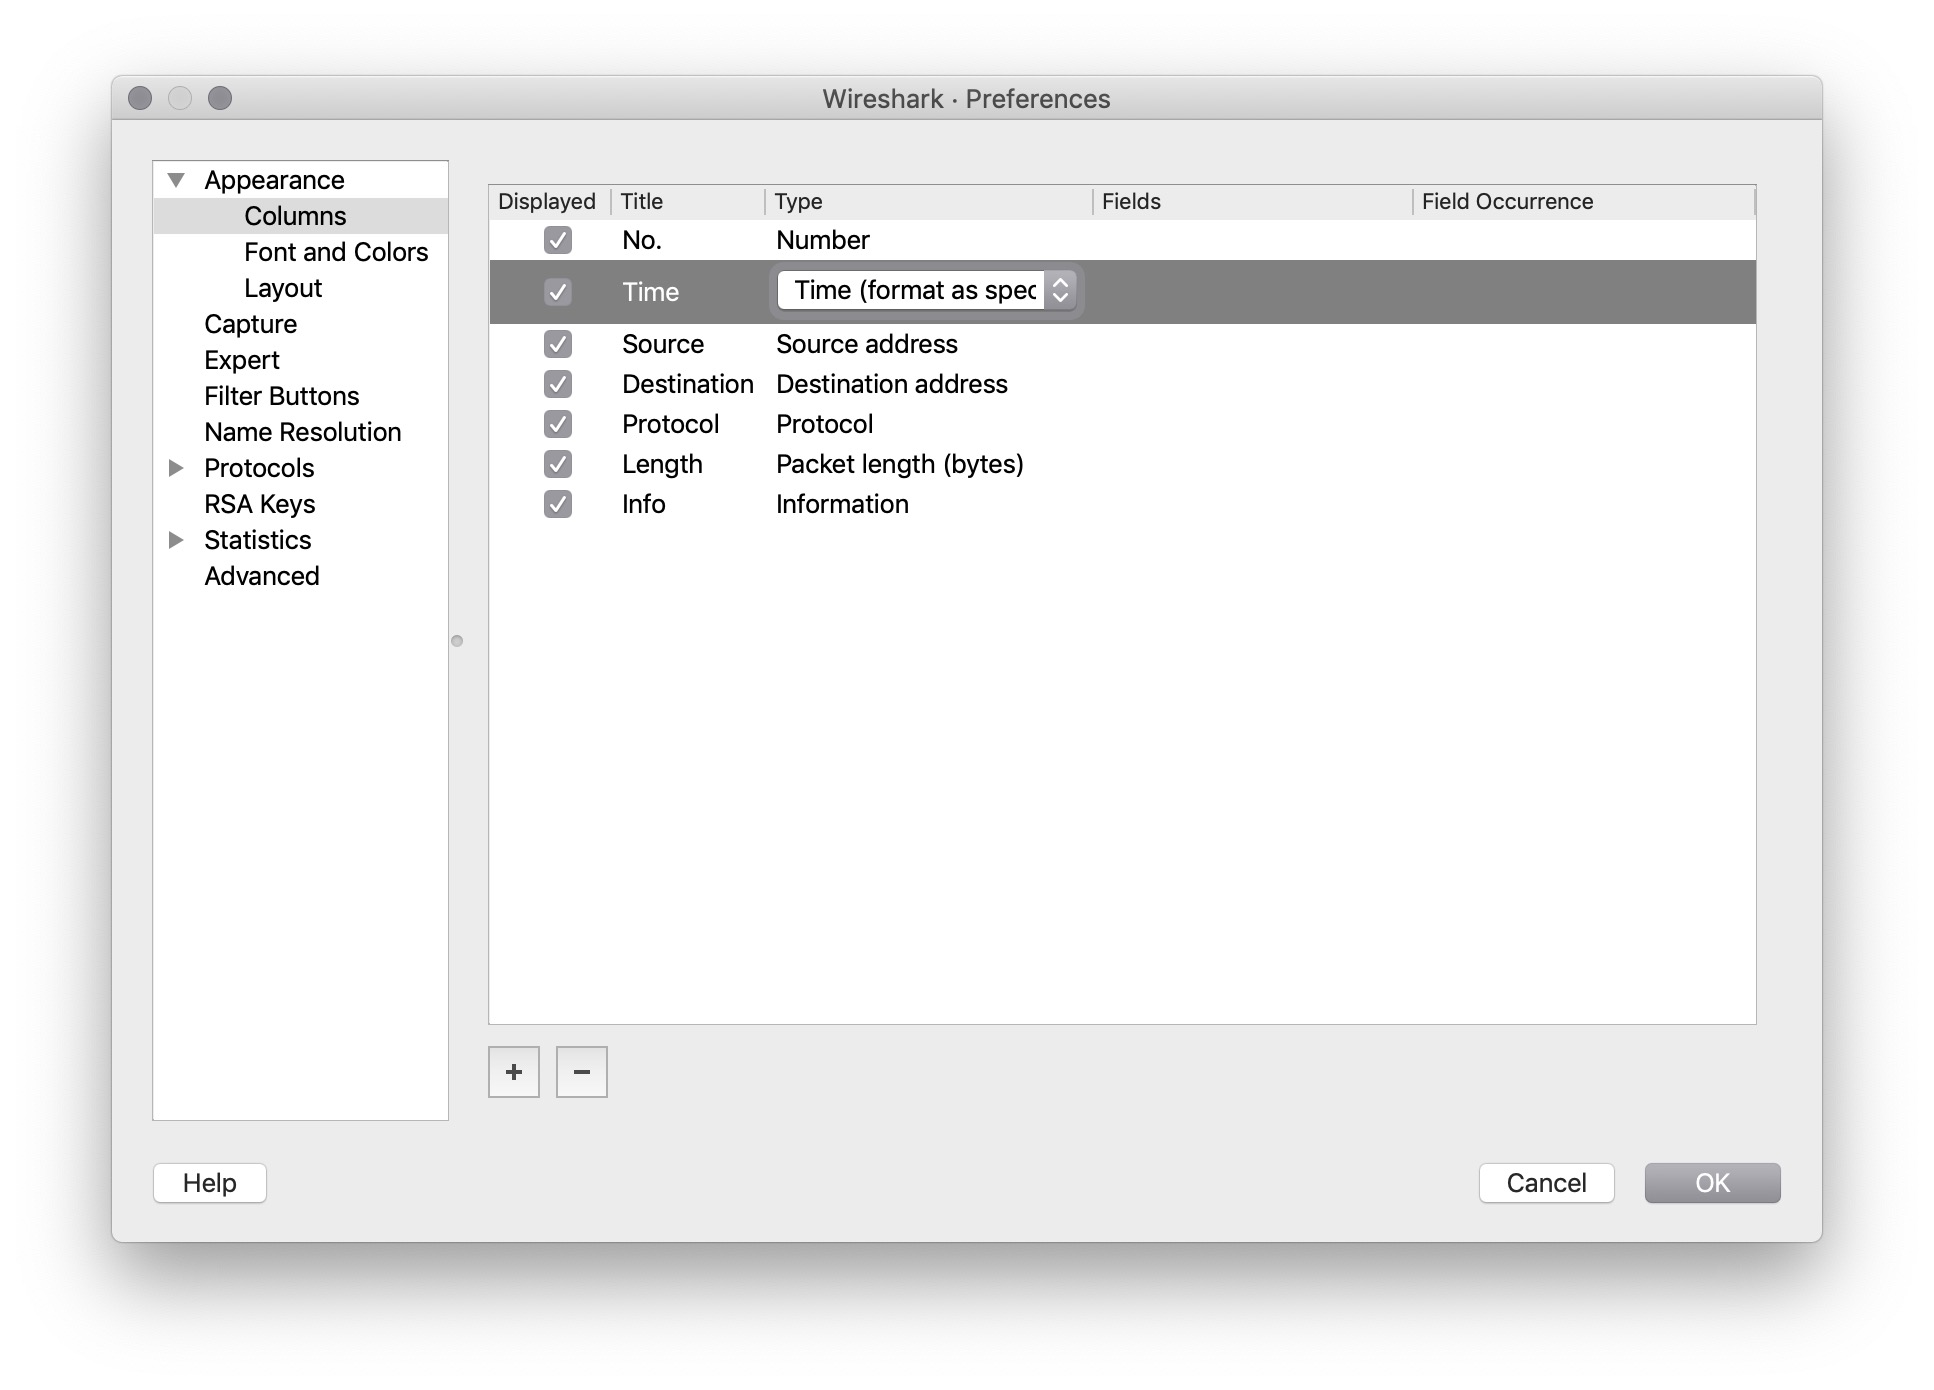 Wireshark · Preferences
Appearance
Columns
Font and Colors
Layout
Capture
Expert
Filter Buttons
Name Resolution
Protocols
RSA Keys
Statistics
Advanced
Displayed Title Type Fields Field Occurrence
No. Number
Time Time (format as spec
Source Source address
Destination Destination address
Protocol Protocol
Length Packet length (bytes)
Info Information
+ −
Help Cancel OK